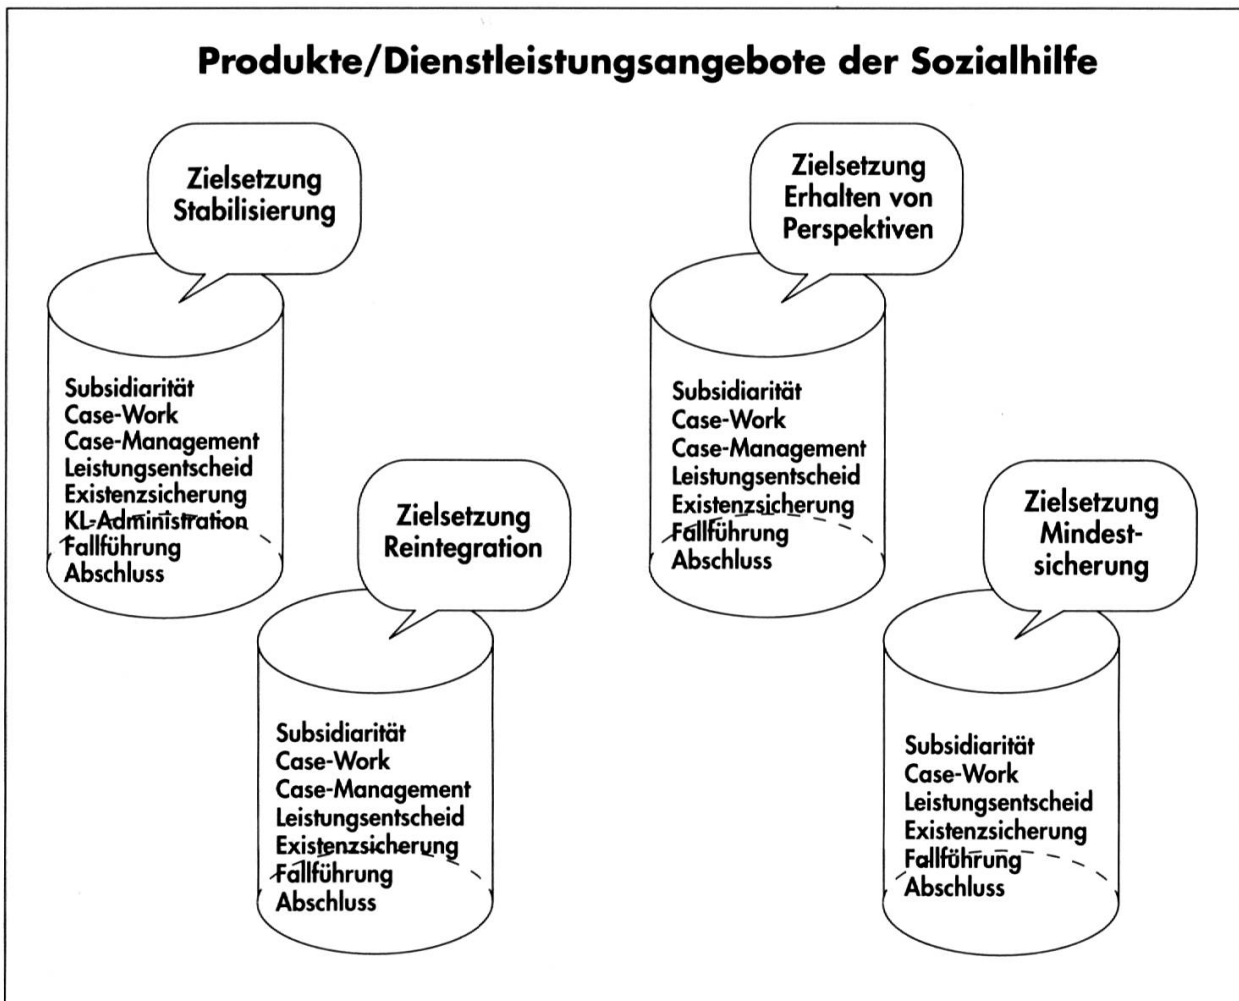 Produkte/Dienstleistungsangebote der Sozialhilfe
Zielsetzung
Stabilisierung
Subsidiarität
Case-Work
Case-Management
Leistungsentscheid
Existenzsicherung
KL-Administration
Fallführung
Abschluss
Zielsetzung
Reintegration
Subsidiarität
Case-Work
Case-Management
Leistungsentscheid
Existenzsicherung
Fallführung
Abschluss
Zielsetzung
Erhalten von
Perspektiven
Subsidiarität
Case-Work
Case-Management
Leistungsentscheid
Existenzsicherung
Fallführung
Abschluss
Zielsetzung
Mindest-
sicherung
Subsidiarität
Case-Work
Leistungsentscheid
Existenzsicherung
Fallführung
Abschluss